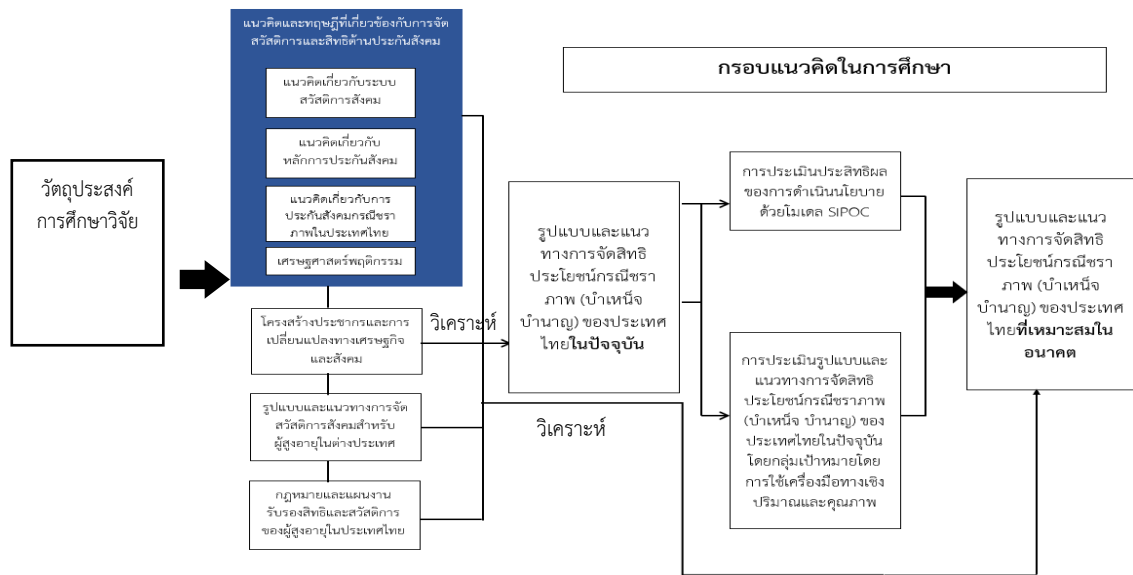 แนวคิดและทฤษฎีที่เกี่ยวข้องกับการจัด
สวัสดิการและสิทธิด้านประกันสังคม
แนวคิดเกี่ยวกับระบบ
สวัสดิการสังคม
แนวคิดเกี่ยวกับ
หลักการประกันสังคม
แนวคิดเกี่ยวกับการ
ประกันสังคมกรณีชรา
ภาพในประเทศไทย
เศรษฐศาสตร์พฤติกรรม
กรอบแนวคิดในการศึกษา
วัตถุประสงค์
การศึกษาวิจัย
โครงสร้างประชากรและการ
เปลี่ยนแปลงทางเศรษฐกิจ
และสังคม
รูปแบบและแนวทางการจัด
สวัสดิการสังคมสำหรับ
ผู้สูงอายุในต่างประเทศ
กฎหมายและแผนงาน
รับรองสิทธิและสวัสดิการ
ของผู้สูงอายุในประเทศไทย
วิเคราะห์
วิเคราะห์
รูปแบบและแนว
ทางการจัดสิทธิ
ประโยชน์กรณีชรา
ภาพ (บำเหน็จ
บำนาญ) ของประเทศ
ไทยในปัจจุบัน
การประเมินประสิทธิผล
ของการดำเนินนโยบาย
ด้วยโมเดล SIPOC
การประเมินรูปแบบและ
แนวทางการจัดสิทธิ
ประโยชน์กรณีชราภาพ
(บำเหน็จ บำนาญ) ของ
ประเทศไทยในปัจจุบัน
โดยกลุ่มเป้าหมายโดย
การใช้เครื่องมือทางเชิง
ปริมาณและคุณภาพ
รูปแบบและแนว
ทางการจัดสิทธิ
ประโยชน์กรณีชรา
ภาพ (บำเหน็จ
บำนาญ) ของประเทศ
ไทยที่เหมาะสมใน
อนาคต